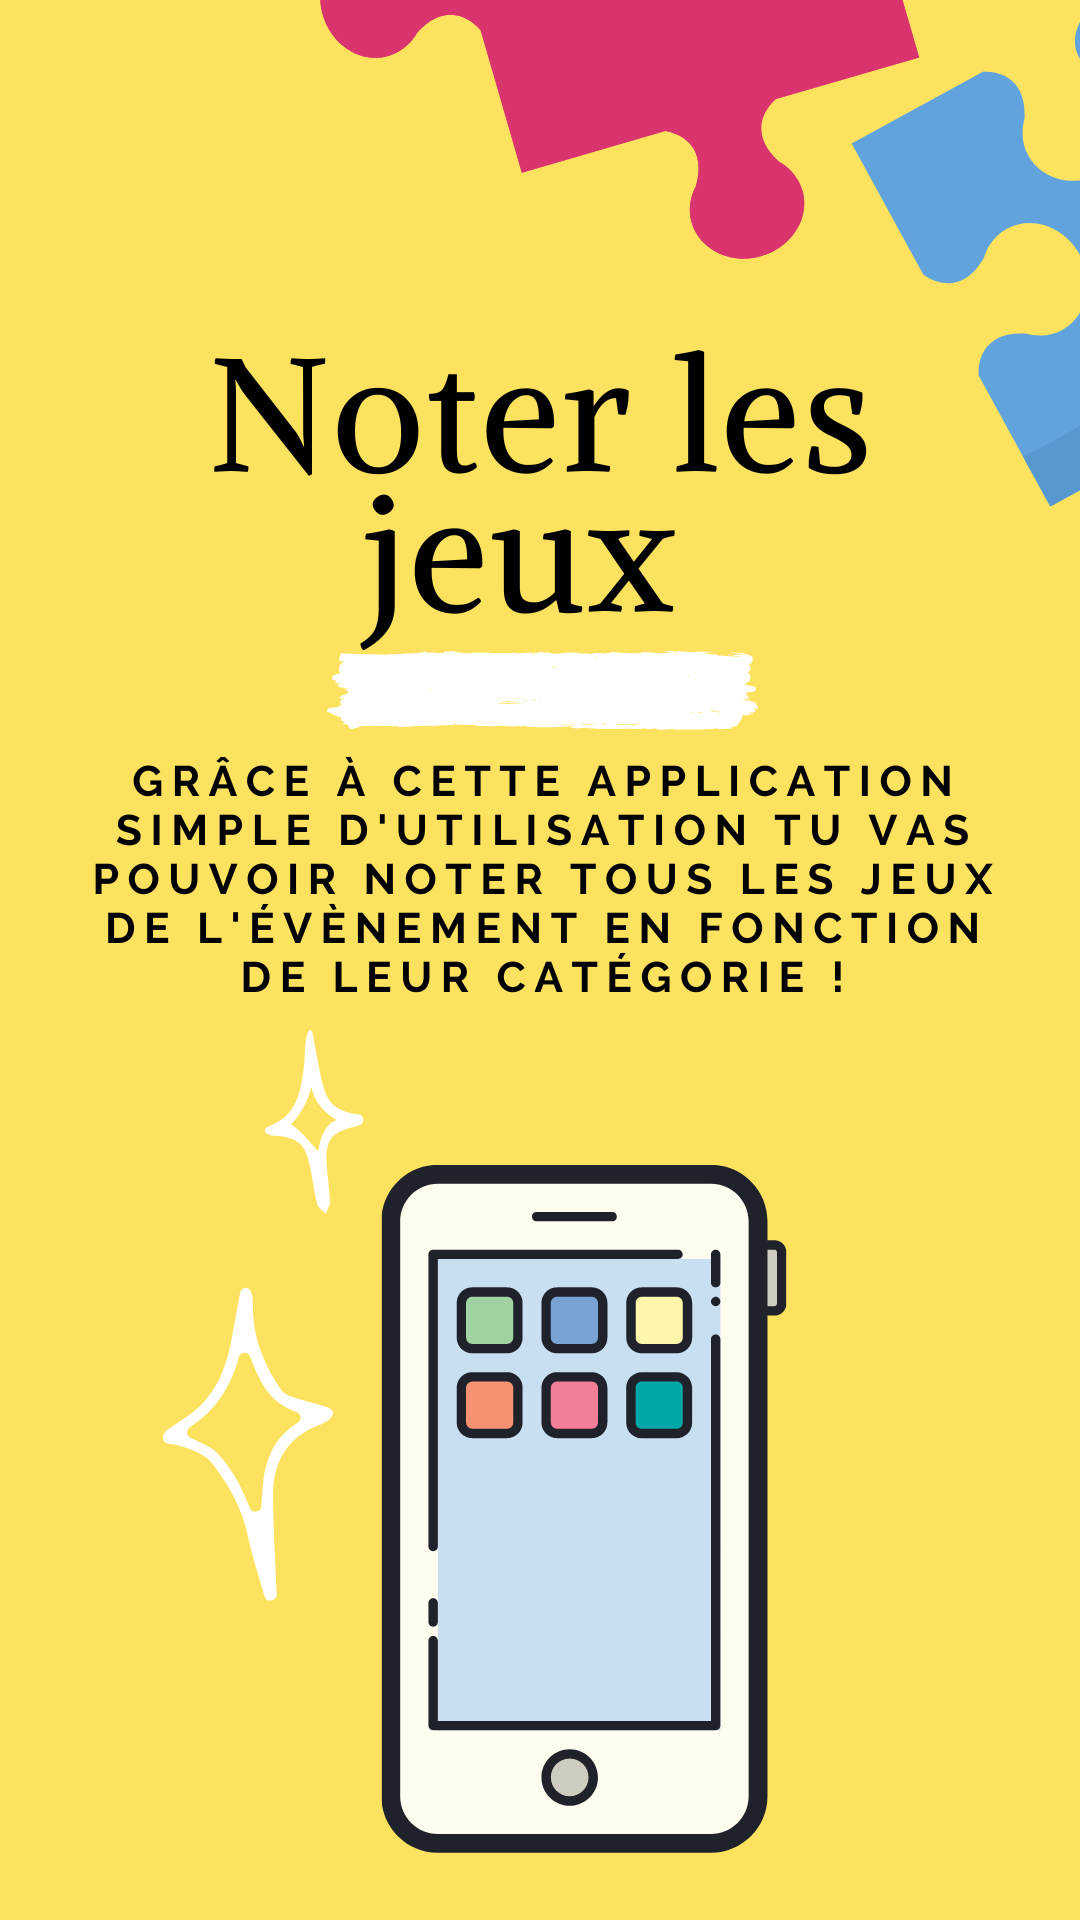 Noter les
jeux
GRÂCE À CETTE APPLICATION
SIMPLE D'UTILISATION TU VAS
POUVOIR NOTER TOUS LES JEUX
DE L'ÉVÈNEMENT EN FONCTION
DE LEUR CATÉGORIE !